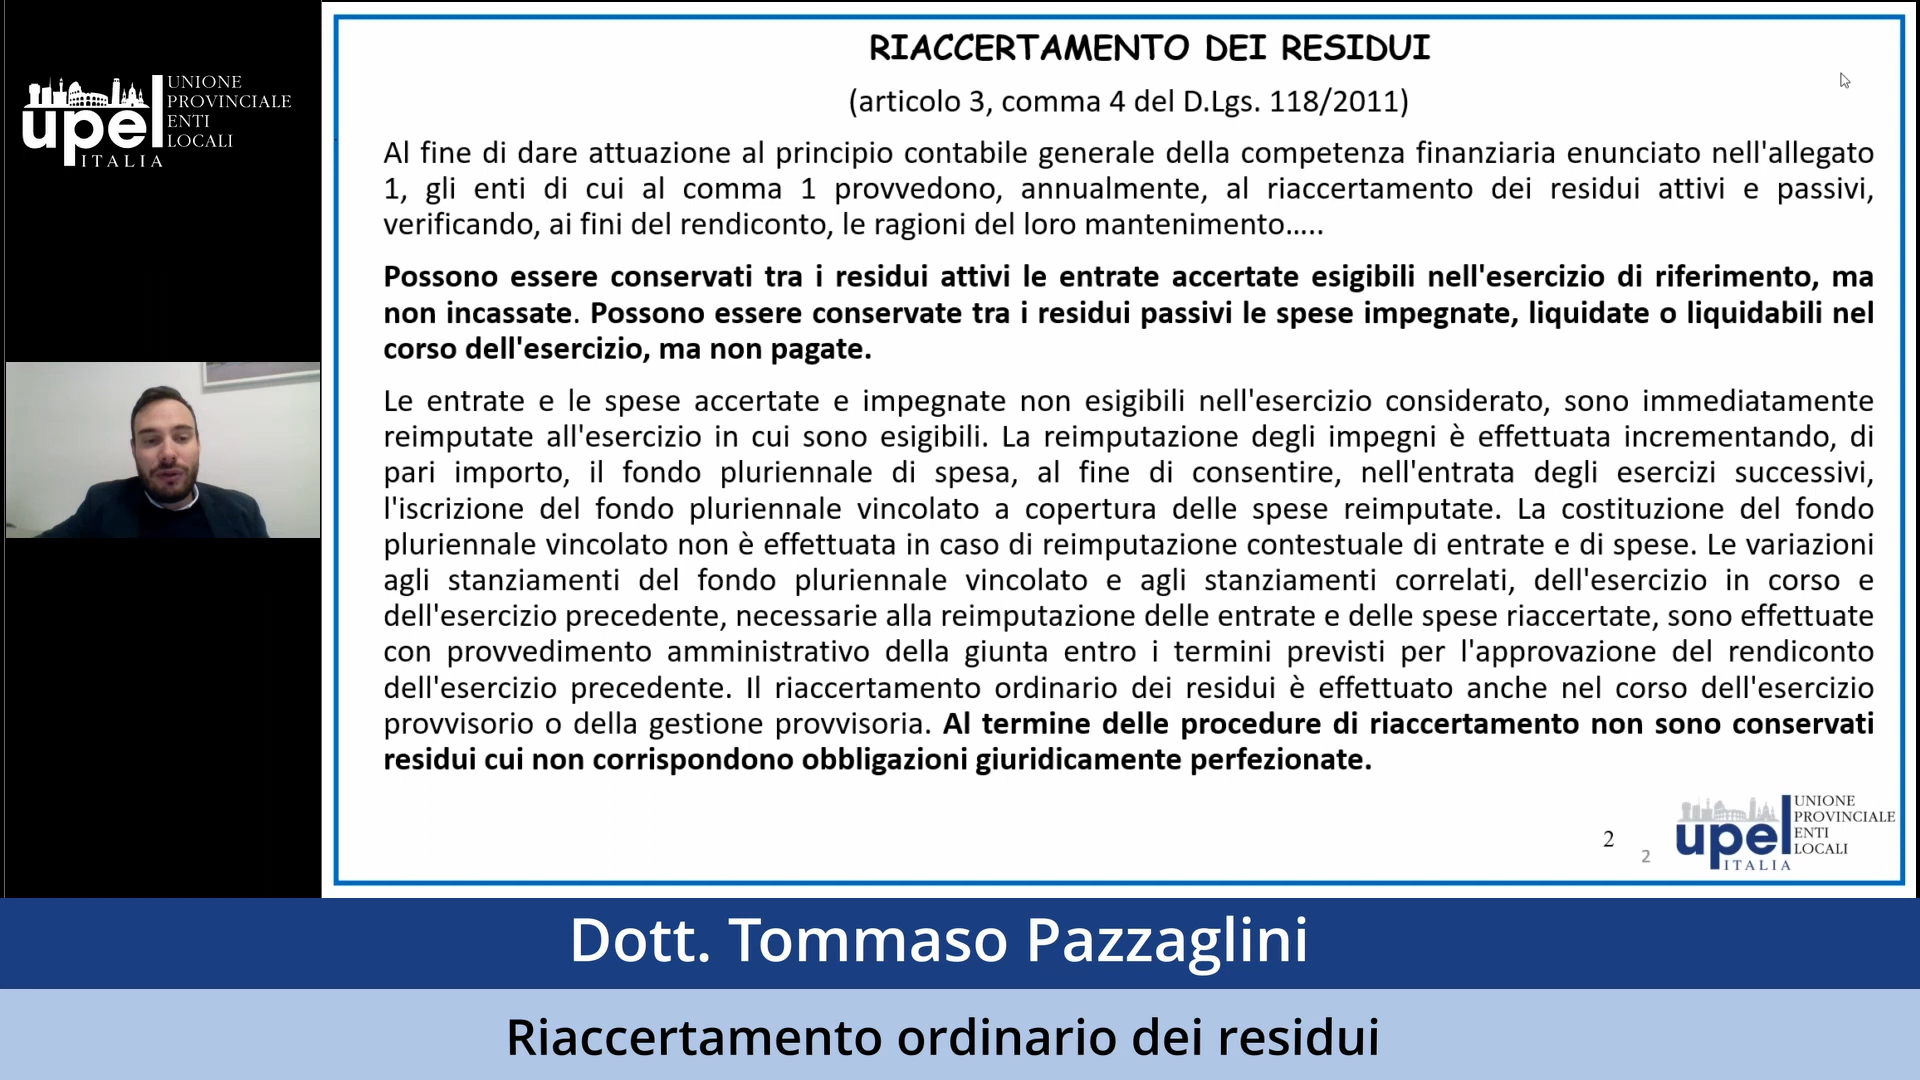 upel
UNIONE
PROVINCIALE
ENTI
LOCALI
ITALIA
RIACCERTAMENTO DEI RESIDUI
(articolo 3, comma 4 del D.Lgs. 118/2011)
Al fine di dare attuazione al principio contabile generale della competenza finanziaria enunciato nell'allegato
1, gli enti di cui al comma 1 provvedono, annualmente, al riaccertamento dei residui attivi e passivi,
verificando, ai fini del rendiconto, le ragioni del loro mantenimento…..
Possono essere conservati tra i residui attivi le entrate accertate esigibili nell'esercizio di riferimento, ma
non incassate. Possono essere conservate tra i residui passivi le spese impegnate, liquidate o liquidabili nel
corso dell'esercizio, ma non pagate.
Le entrate e le spese accertate e impegnate non esigibili nell'esercizio considerato, sono immediatamente
reimputate all'esercizio in cui sono esigibili. La reimputazione degli impegni è effettuata incrementando, di
pari importo, il fondo pluriennale di spesa, al fine di consentire, nell'entrata degli esercizi successivi,
l'iscrizione del fondo pluriennale vincolato a copertura delle spese reimputate. La costituzione del fondo
pluriennale vincolato non è effettuata in caso di reimputazione contestuale di entrate e di spese. Le variazioni
agli stanziamenti del fondo pluriennale vincolato e agli stanziamenti correlati, dell'esercizio in corso e
dell'esercizio precedente, necessarie alla reimputazione delle entrate e delle spese riaccertate, sono effettuate
con provvedimento amministrativo della giunta entro i termini previsti per l'approvazione del rendiconto
dell'esercizio precedente. Il riaccertamento ordinario dei residui è effettuato anche nel corso dell'esercizio
provvisorio o della gestione provvisoria. Al termine delle procedure di riaccertamento non sono conservati
residui cui non corrispondono obbligazioni giuridicamente perfezionate.
2
2
upel
UNIONE
PROVINCIALE
ENTI
LOCALI
ITALIA
Dott. Tommaso Pazzaglini
Riaccertamento ordinario dei residui